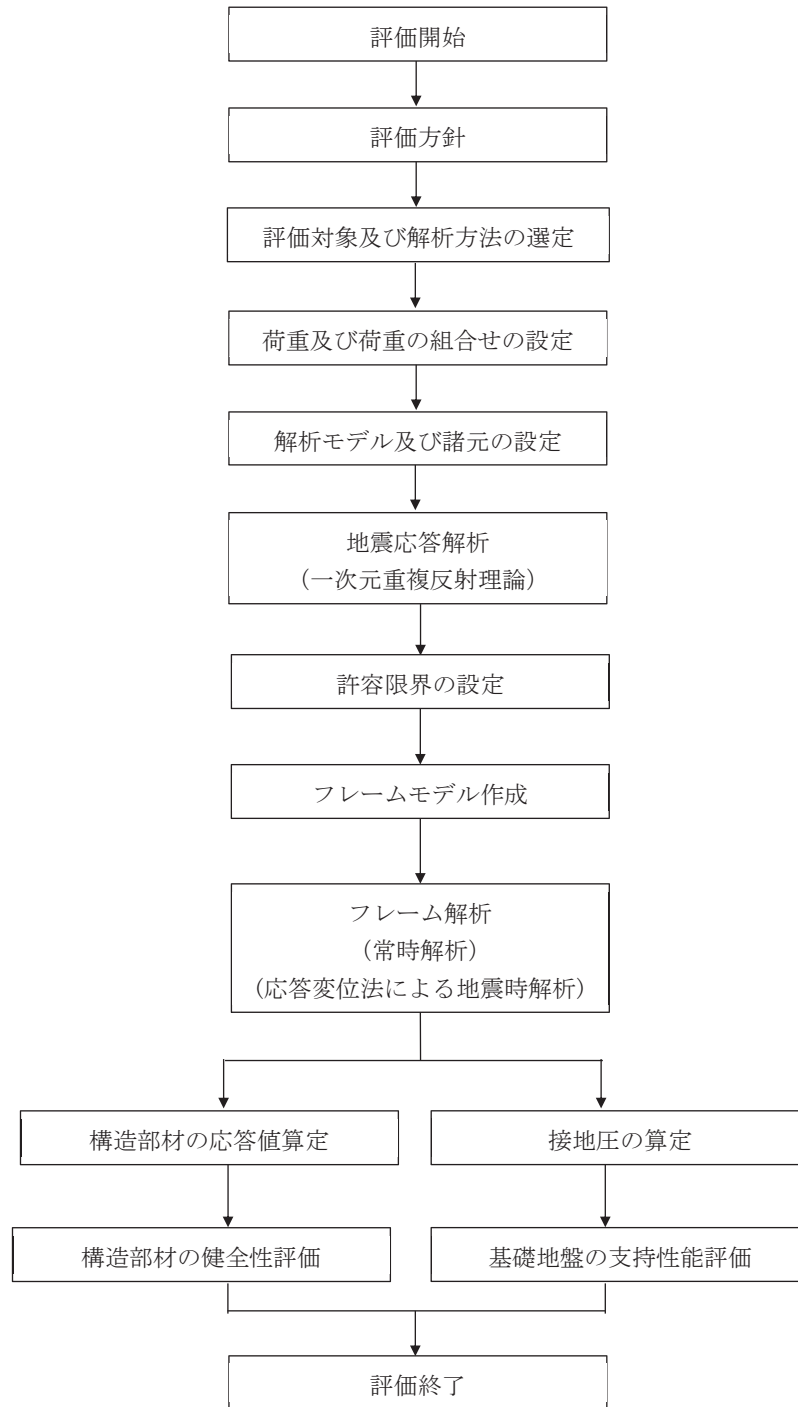 評価開始
評価方針
評価対象及び解析方法の選定
荷重及び荷重の組合せの設定
解析モデル及び諸元の設定
地震応答解析
（一次元重複反射理論）
許容限界の設定
フレームモデル作成
フレーム解析
（常時解析）
（応答変位法による地震時解析）
構造部材の応答値算定
接地圧の算定
構造部材の健全性評価
基礎地盤の支持性能評価
評価終了